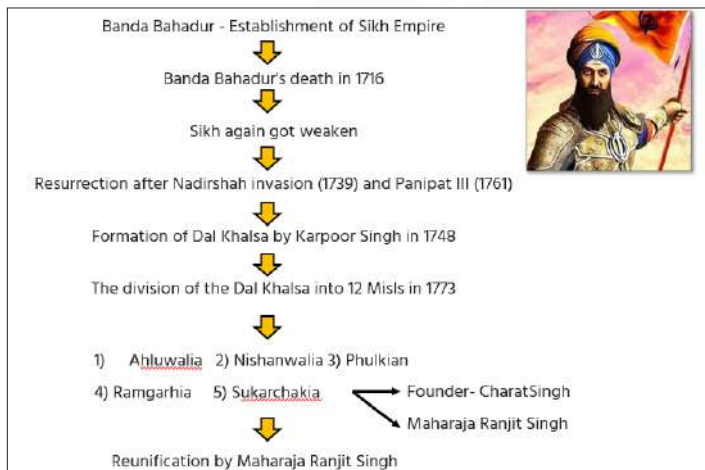 Banda Bahadur - Establishment of Sikh Empire
Banda Bahadur's death in 1716
Sikh again got weaken
Resurrection after Nadirshah invasion (1739) and Panipat III (1761)
Formation of Dal Khalsa by Karpoor Singh in 1748
The division of the Dal Khalsa into 12 Misls in 1773
1) Ahluwalia 2) Nishanwalia 3) Phulkian
4) Ramgarhia 5) Sukarchakia
Founder- CharatSingh
Maharaja Ranjit Singh
Reunification by Maharaja Ranjit Singh